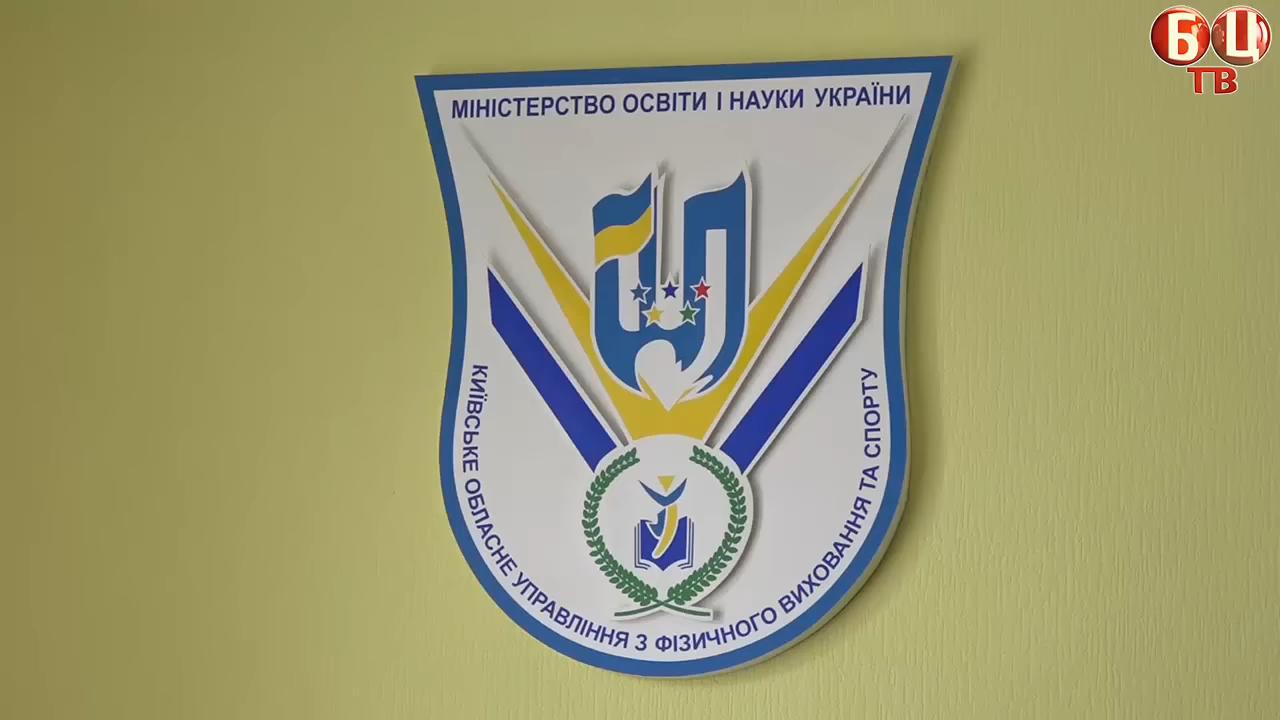 БЦ
ТВ
МІНІСТЕРСТВО ОСВІТИ І НАУКИ УКРАЇНИ
КИЇВСЬКЕ ОБЛАСНЕ УПРАВЛІННЯ З ФІЗИЧНОГО ВИХОВАННЯ ТА СПОРТУ